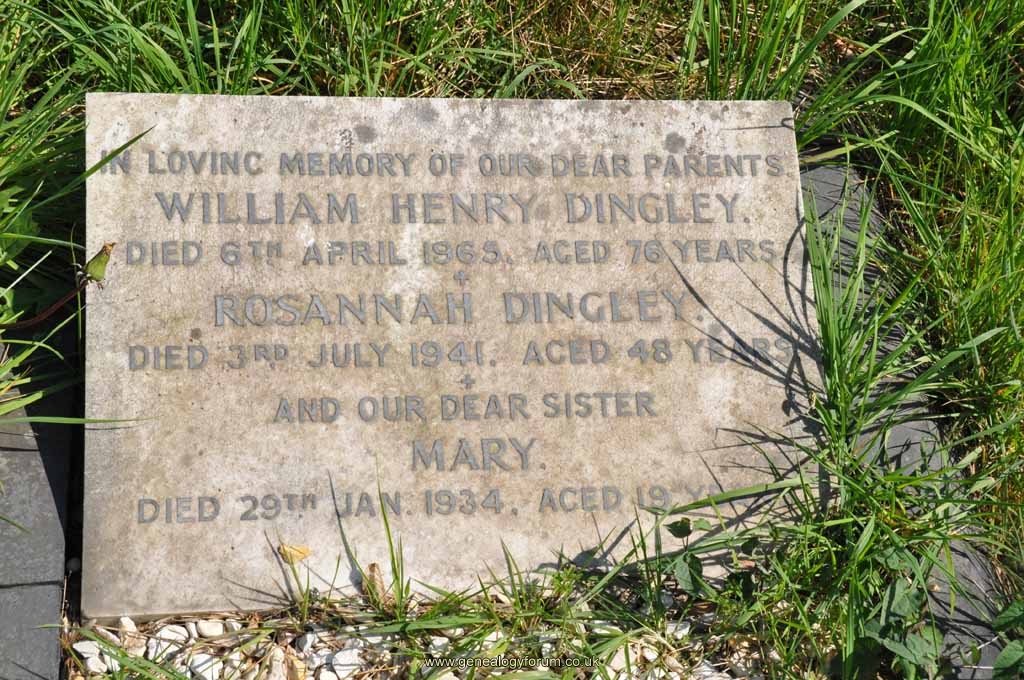 IN LOVING MEMORY OF OUR DEAR PARENTS
WILLIAM HENRY DINGLEY.
DIED 6TH APRIL 1965. AGED 76 YEARS
ROSANNAH DINGLEY.
DIED 3RD JULY 1941. AGED 48 YEARS
AND OUR DEAR SISTER
MARY.
DIED 29TH JAN. 1934. AGED 19
www.genealogyforum.co.uk